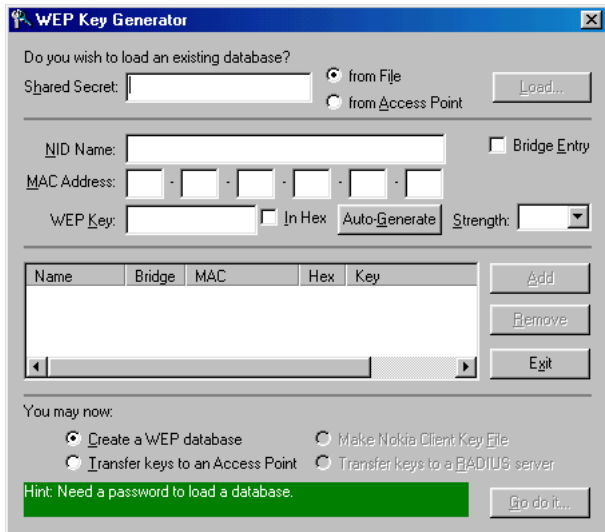 WEP Key Generator
Do you wish to load an existing database?
Shared Secret:
from File
Load...
from Access Point
NID Name:
Bridge Entry
MAC Address:
- - - - -
WEP Key:
In Hex
Auto-Generate
Strength:
Name Bridge MAC Hex Key
Add
Remove
Exit
You may now:
Create a WEP database
Make Nokia Client Key File
Transfer keys to an Access Point
Transfer keys to a RADIUS server
Hint: Need a password to load a database.
Go do it...